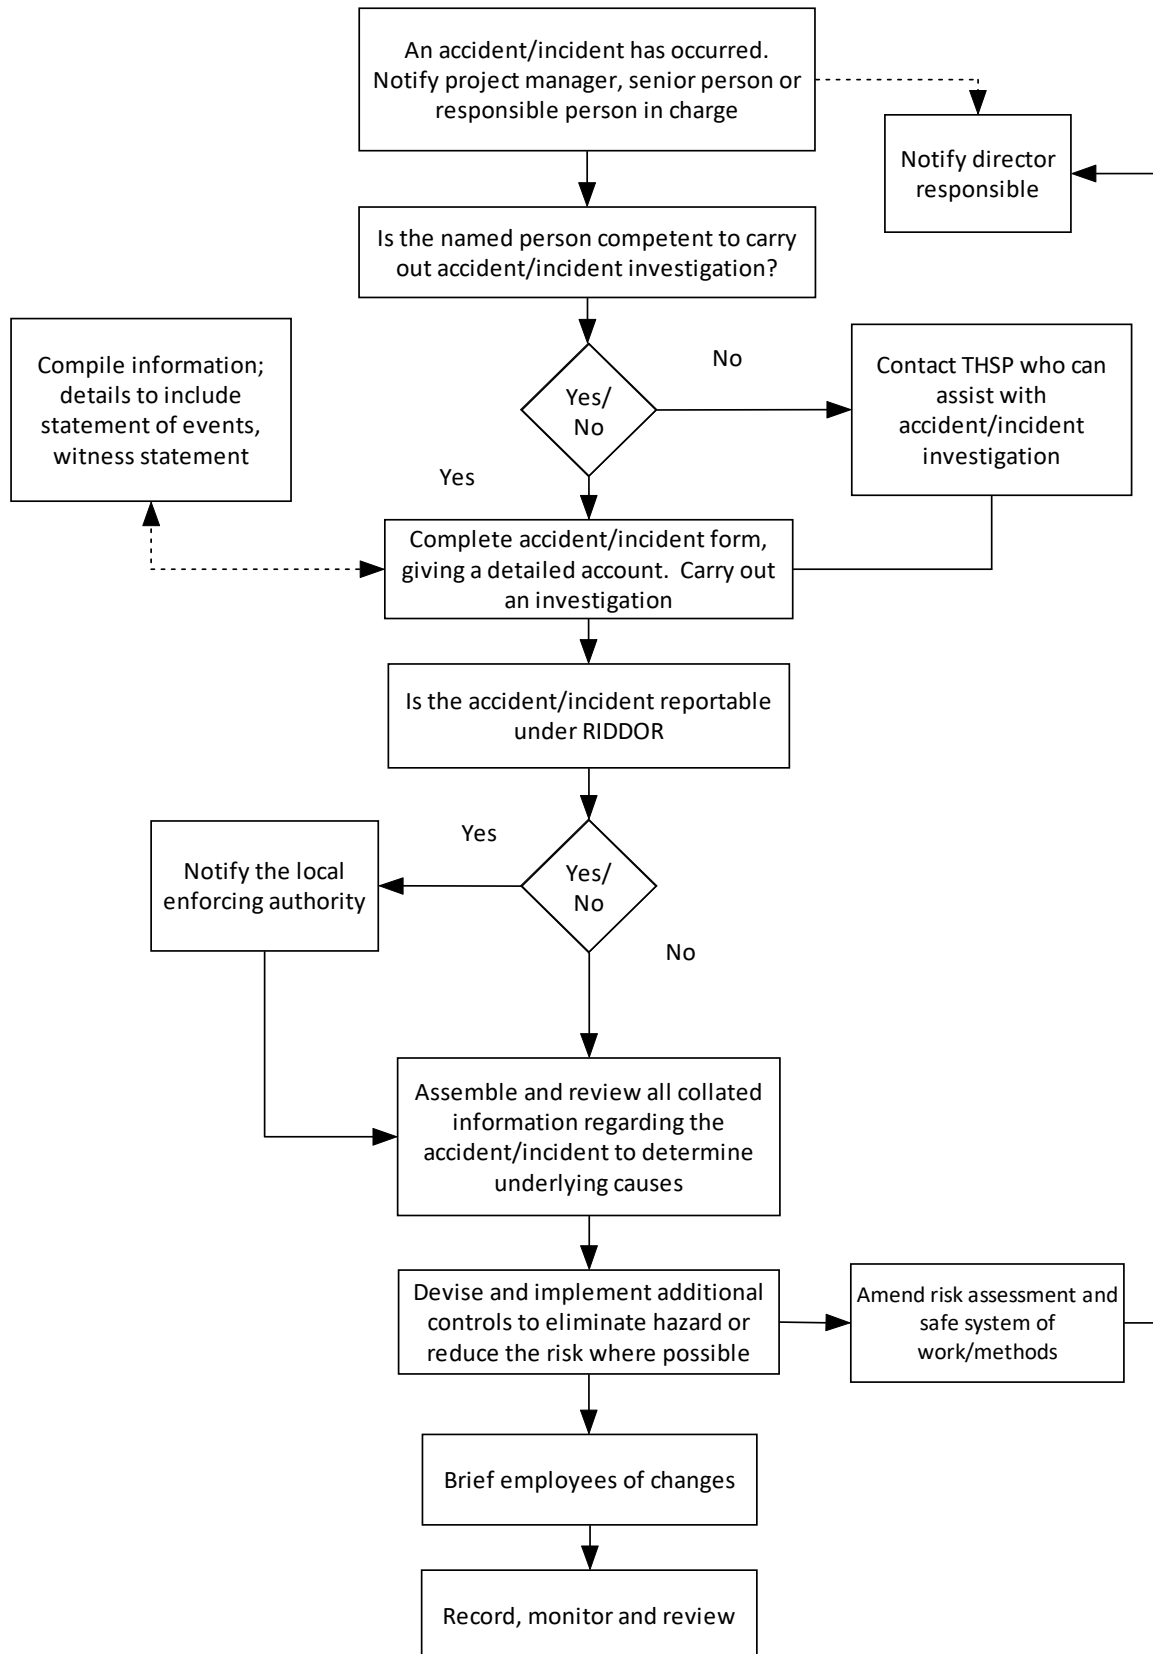 An accident/incident has occurred.
Notify project manager, senior person or
responsible person in charge
Notify director
responsible
Is the named person competent to carry
out accident/incident investigation?
Compile information;
details to include
statement of events,
witness statement
Yes/
No
No
Contact THSP who can
assist with
accident/incident
investigation
Yes
Complete accident/incident form,
giving a detailed account.  Carry out
an investigation
Is the accident/incident reportable
under RIDDOR
Yes
Notify the local
enforcing authority
Yes/
No
No
Assemble and review all collated
information regarding the
accident/incident to determine
underlying causes
Devise and implement additional
controls to eliminate hazard or
reduce the risk where possible
Amend risk assessment and
safe system of
work/methods
Brief employees of changes
Record, monitor and review